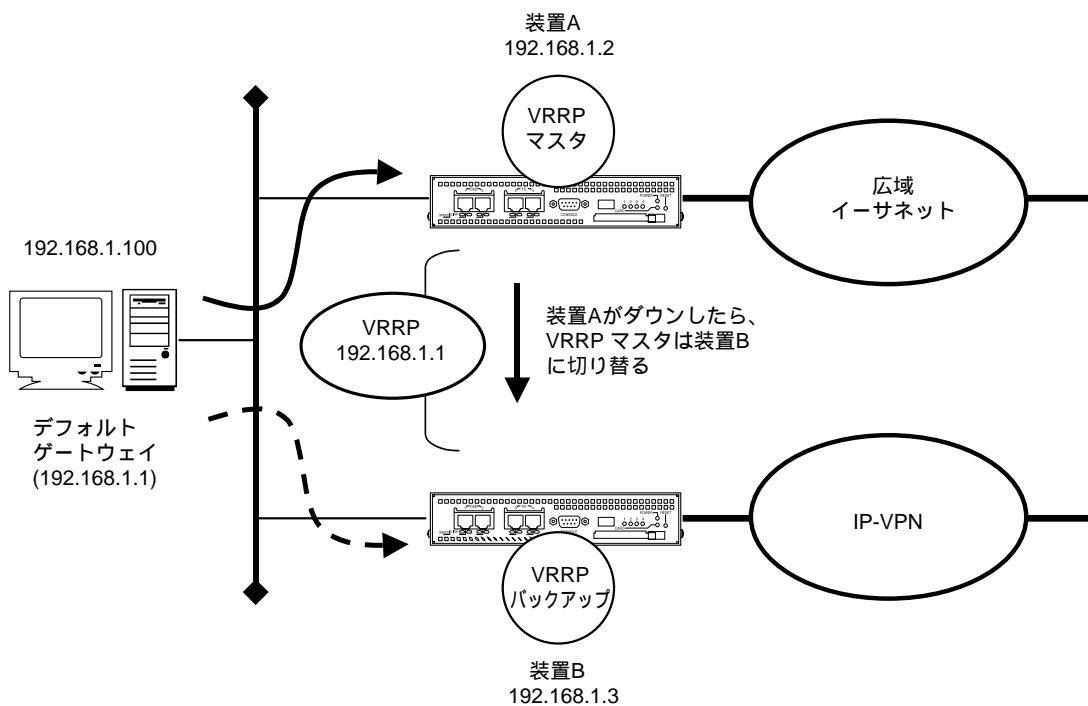 装置A
192.168.1.2
VRRP
マスタ
広域
イーサネット
192.168.1.100
VRRP
192.168.1.1
装置Aがダウンしたら、
VRRP マスタは装置B
に切り替る
デフォルト
ゲートウェイ
(192.168.1.1)
IP-VPN
VRRP
バックアップ
装置B
192.168.1.3